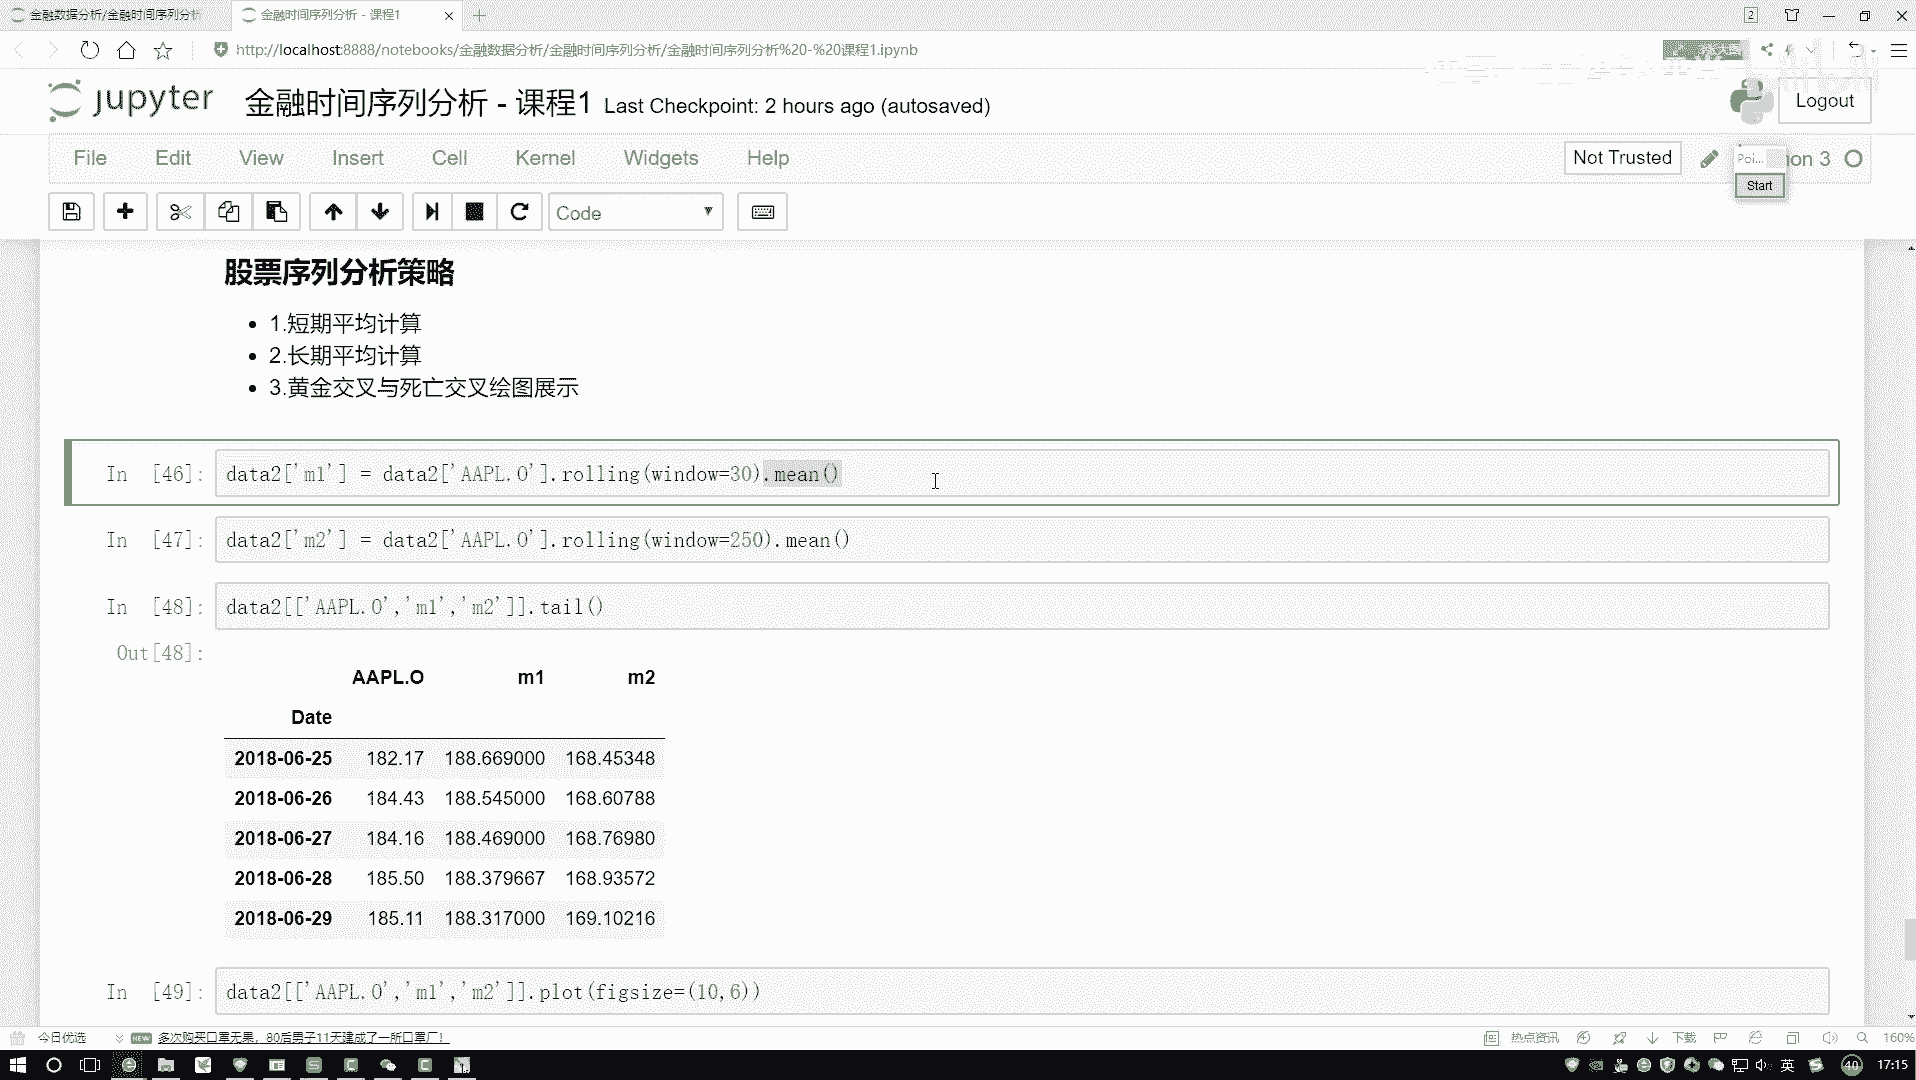 金融数据分析/金融时间序列分析
金融时间序列分析 - 课程1
2
http://localhost:8888/notebooks/金融数据分析/金融时间序列分析/金融时间序列分析%20-%20课程1.ipynb
jupyter 金融时间序列分析 - 课程1 Last Checkpoint: 2 hours ago (autosaved)
Logout
File Edit View Insert Cell Kernel Widgets Help
Not Trusted
Poi... hon 3
Start
Code
股票序列分析策略
• 1.短期平均计算
• 2.长期平均计算
• 3.黄金交叉与死亡交叉绘图展示
In [46]: data2['m1'] = data2['AAPL.O'].rolling(window=30).mean()
In [47]: data2['m2'] = data2['AAPL.O'].rolling(window=250).mean()
In [48]: data2[['AAPL.O','m1','m2']].tail()
Out[48]:
AAPL.O m1 m2
Date
2018-06-25 182.17 188.669000 168.45348
2018-06-26 184.43 188.545000 168.60788
2018-06-27 184.16 188.469000 168.76980
2018-06-28 185.50 188.379667 168.93572
2018-06-29 185.11 188.317000 169.10216
In [49]: data2[['AAPL.O','m1','m2']].plot(figsize=(10,6))
今日优选 NEW 多次购买口罩无果，80后男子11天建成了一所口罩厂！ 热点资讯 下载 160%
英 40 17:15